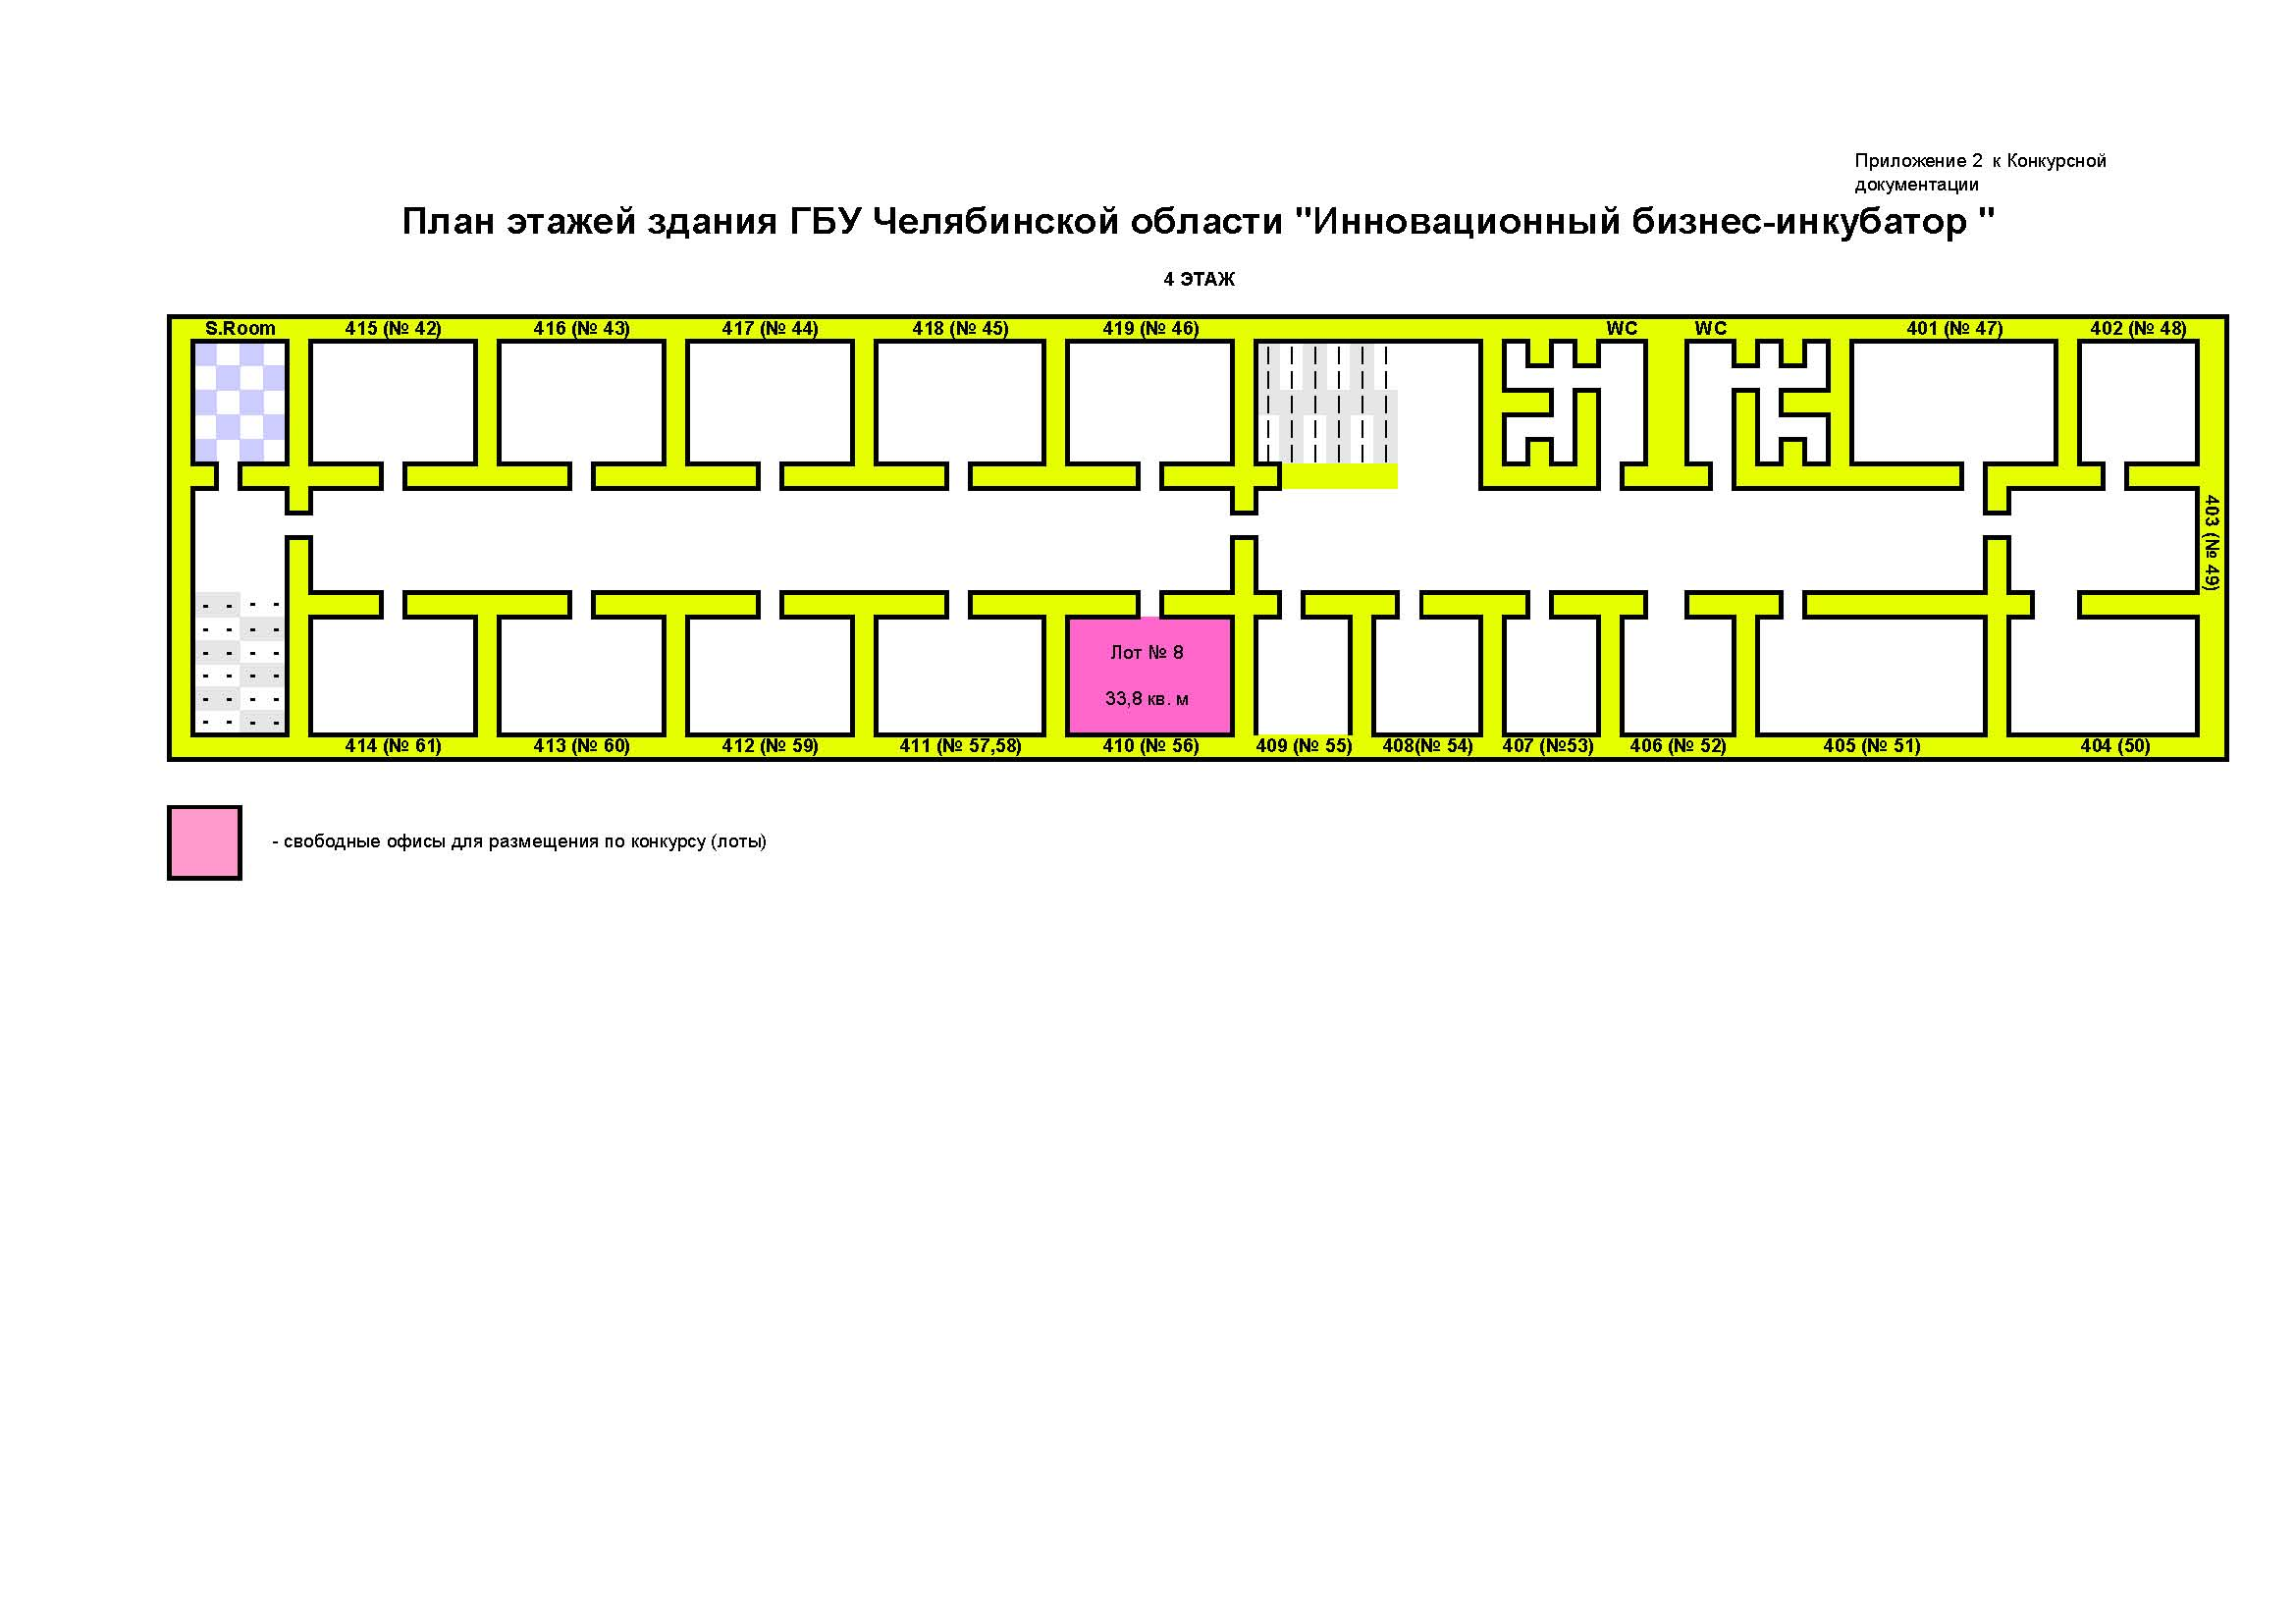 Приложение 2 к Конкурсной
документации
План этажей здания ГБУ Челябинской области "Инновационный бизнес-инкубатор "
4 ЭТАЖ
S.Room
415 (№ 42)
416 (№ 43)
417 (№ 44)
418 (№ 45)
419 (№ 46)
WC
WC
401 (№ 47)
402 (№ 48)
403 (№ 49)
Лот № 8
33,8 кв. м
414 (№ 61)
413 (№ 60)
412 (№ 59)
411 (№ 57,58)
410 (№ 56)
409 (№ 55)
408(№ 54)
407 (№53)
406 (№ 52)
405 (№ 51)
404 (50)
- свободные офисы для размещения по конкурсу (лоты)